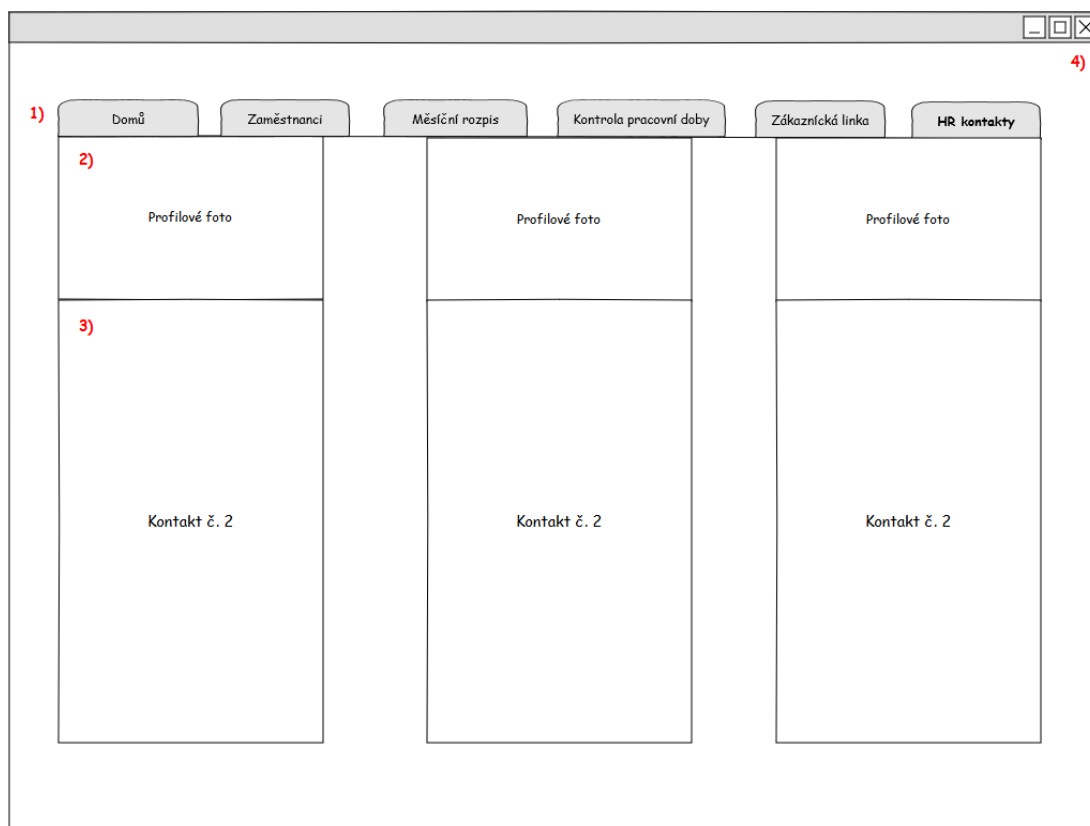 4)
1)
Domů
Zaměstnanci
Měsíční rozpis
Kontrola pracovní doby
Zákaznícká linka
HR kontakty
2)
Profilové foto
Profilové foto
Profilové foto
3)
Kontakt č. 2
Kontakt č. 2
Kontakt č. 2